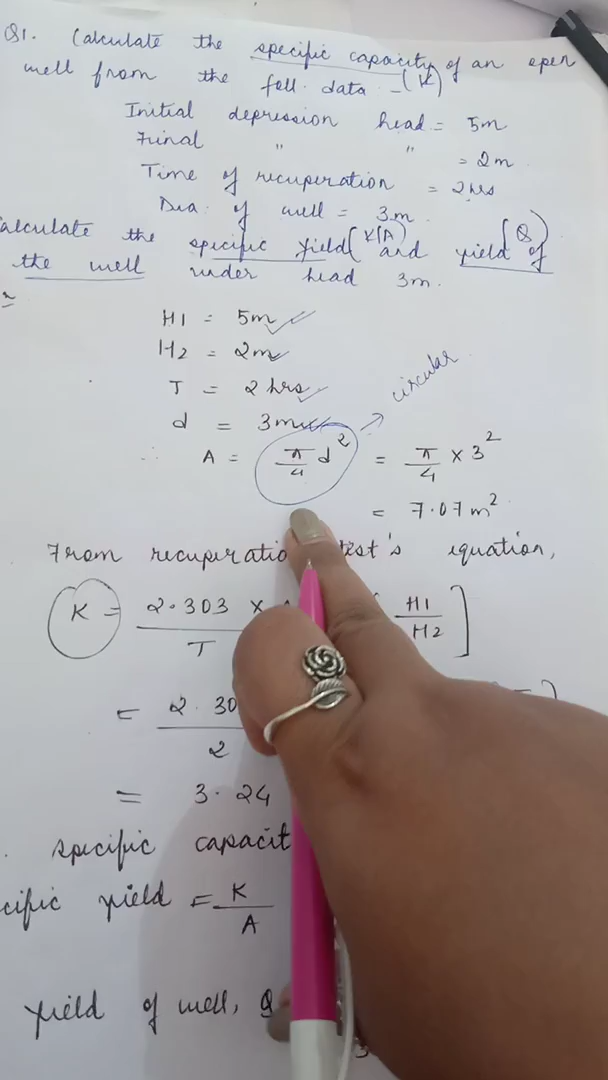 Q1. Calculate the specific capacity of an open
well from the foll. data - (K)
Initial depression head = 5m
Final " " = 2m
Time of recuperation = 2hrs
Dia. of well = 3m.
alculate the specific yield (K/A) and yield (Q) of
the well under head 3m.
H1 = 5m
H2 = 2m
T = 2 hrs
d = 3m
circular
∴ A = π/4 d² = π/4 × 3²
= 7.07 m²
From recuperatio test's equation,
K = 2.303 × H1/H2 ]
T
= 2.30
2
= 3.24
specific capacit
cific yield = K/A
yield of well, Q